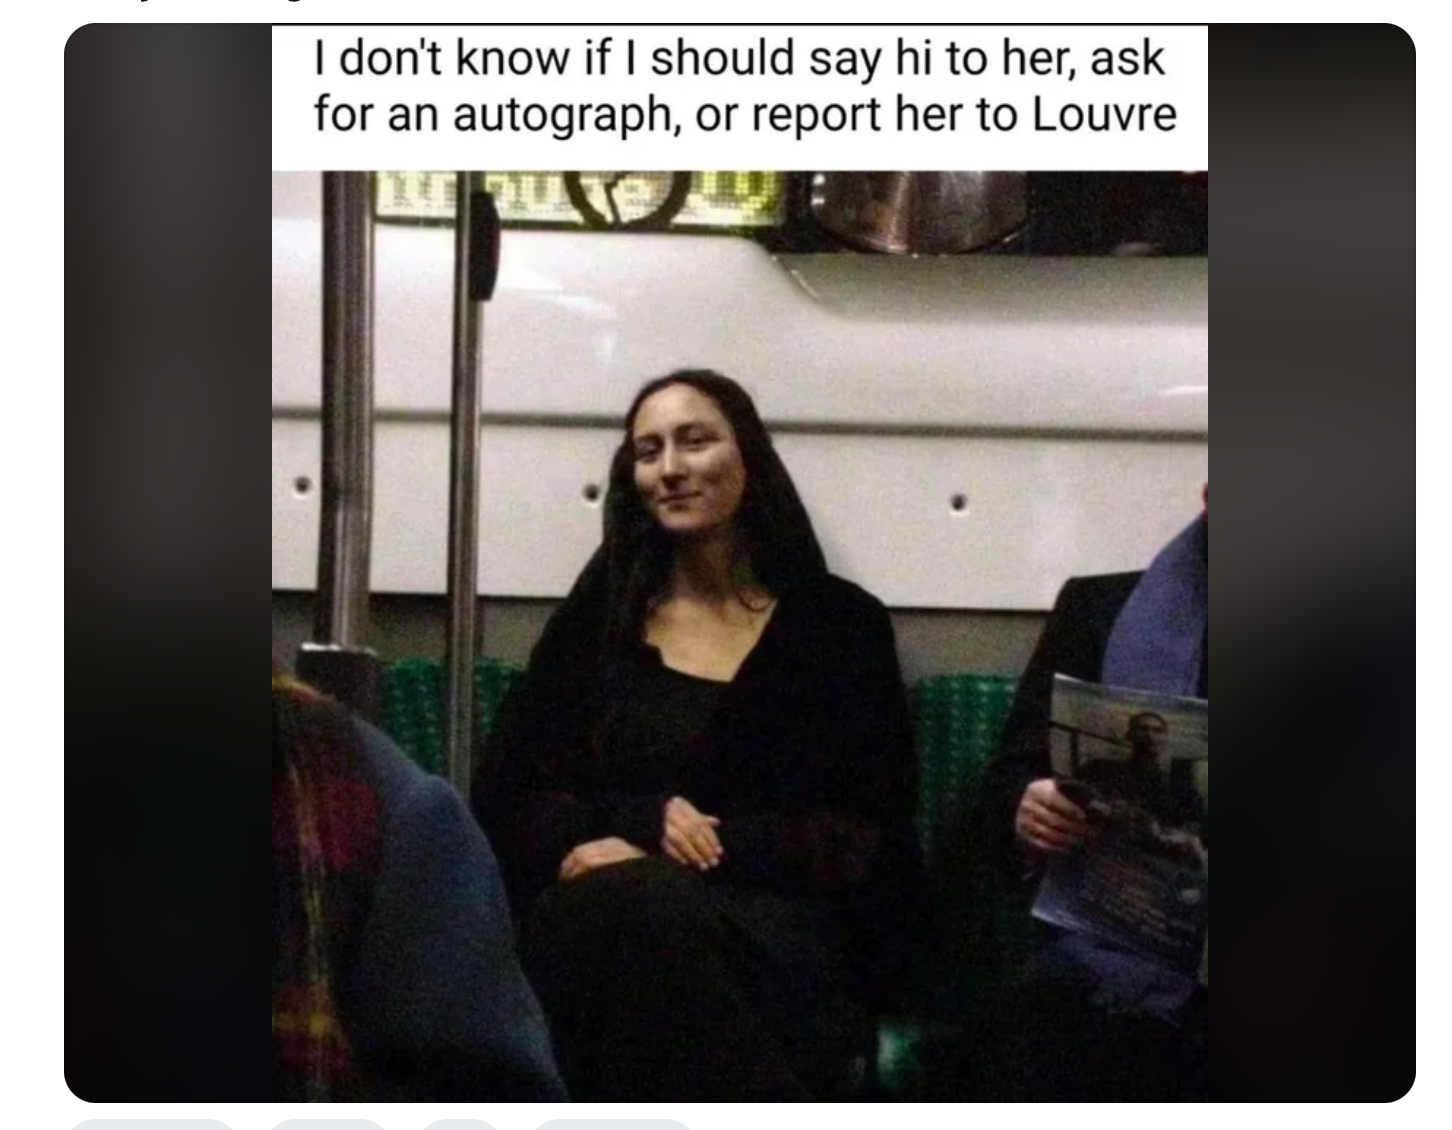 I don't know if I should say hi to her, ask
for an autograph, or report her to Louvre